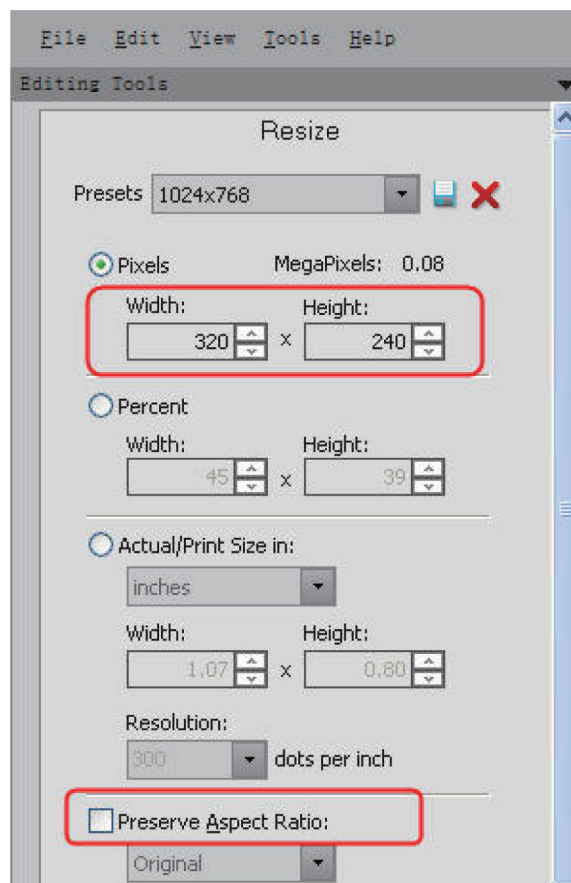 File Edit View Tools Help
Editing Tools
Resize
Presets 1024x768
Pixels MegaPixels: 0.08
Width: Height:
320 x 240
Percent
Width: Height:
45 x 39
Actual/Print Size in:
inches
Width: Height:
1.07 x 0.80
Resolution:
300 dots per inch
Preserve Aspect Ratio:
Original